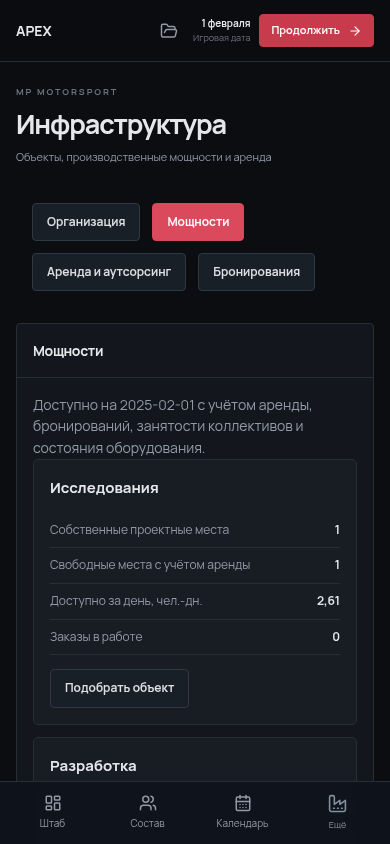 APEX
1 февраля
Игровая дата
Продолжить
MP MOTORSPORT
Инфраструктура
Объекты, производственные мощности и аренда
Организация
Мощности
Аренда и аутсорсинг
Бронирования
Мощности
Доступно на 2025-02-01 с учётом аренды,
бронирований, занятости коллективов и
состояния оборудования.
Исследования
Собственные проектные места 1
Свободные места с учётом аренды 1
Доступно за день, чел.-дн. 2,61
Заказы в работе 0
Подобрать объект
Разработка
Штаб
Состав
Календарь
Ещё